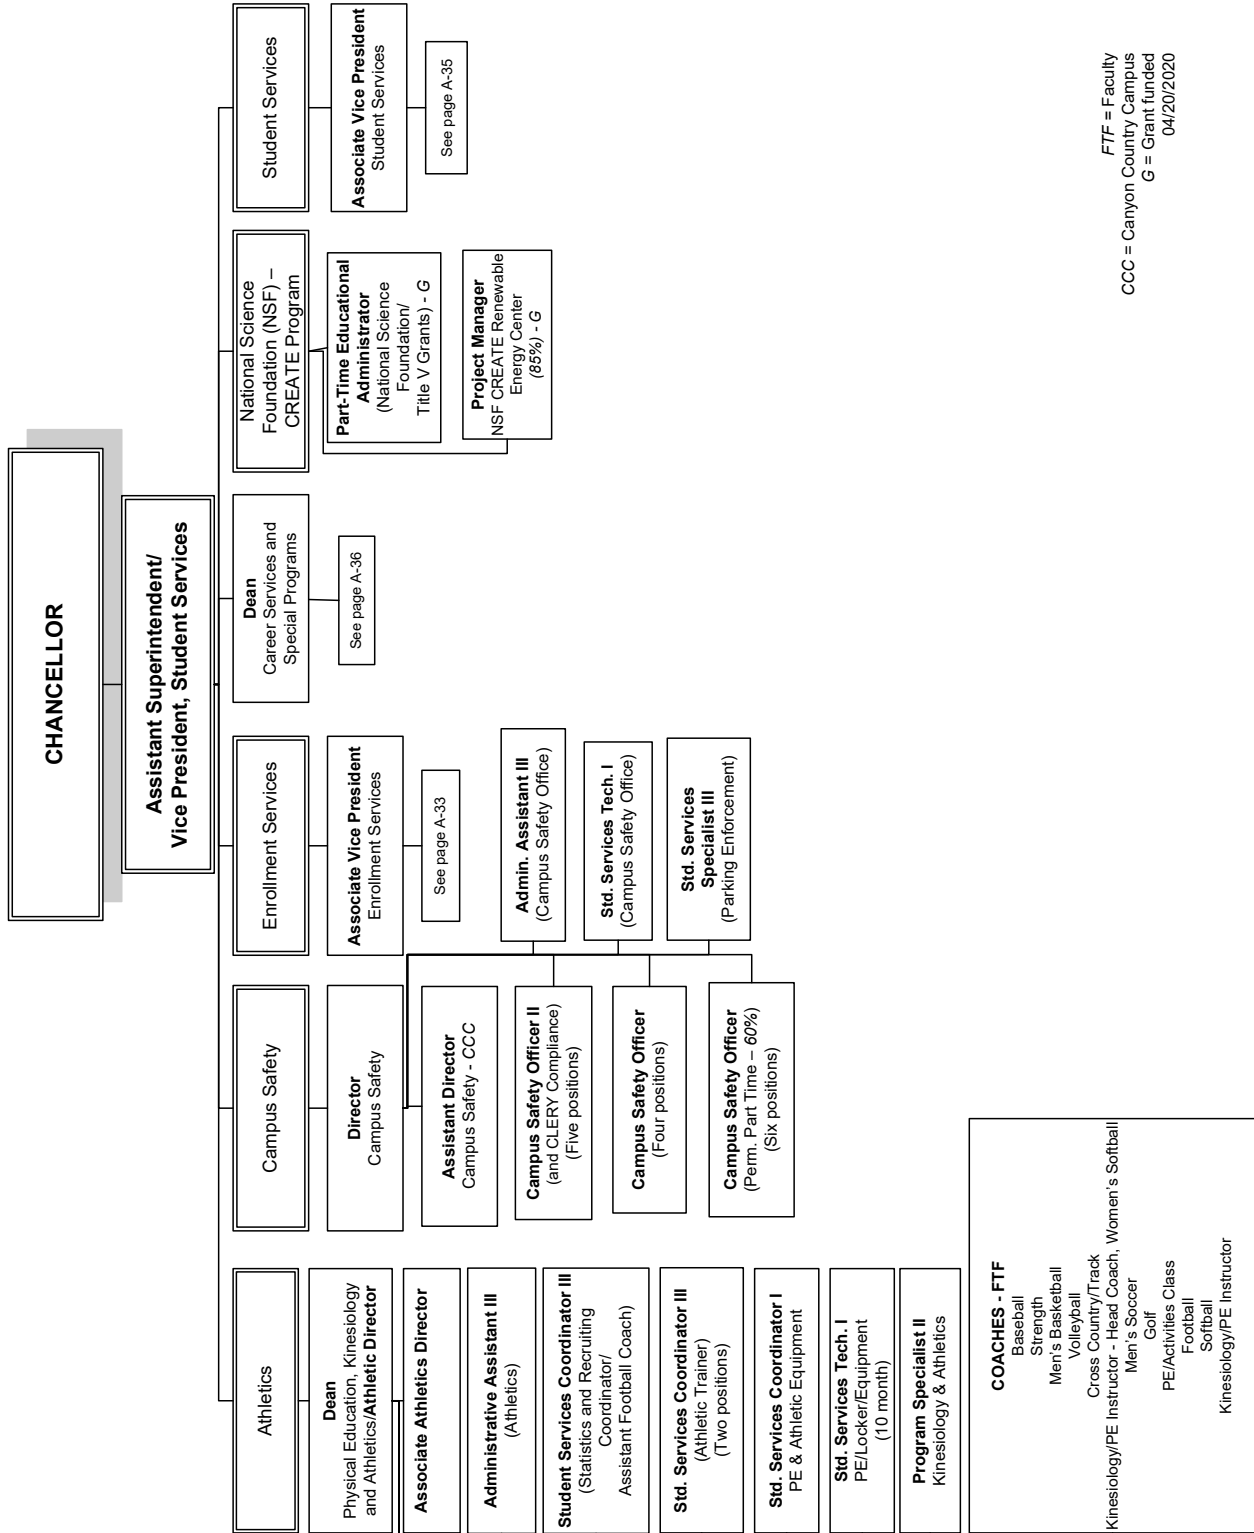 CHANCELLOR
Assistant Superintendent/
Vice President, Student Services
Athletics
Dean
Physical Education, Kinesiology
and Athletics/Athletic Director
Associate Athletics Director
Administrative Assistant III
(Athletics)
Student Services Coordinator III
(Statistics and Recruiting
Coordinator/
Assistant Football Coach)
Std. Services Coordinator III
(Athletic Trainer)
(Two positions)
Std. Services Coordinator I
PE & Athletic Equipment
Std. Services Tech. I
PE/Locker/Equipment
(10 month)
Program Specialist II
Kinesiology & Athletics
COACHES - FTF
Baseball
Strength
Men's Basketball
Volleyball
Cross Country/Track
Kinesiology/PE Instructor - Head Coach, Women's Softball
Men's Soccer
Golf
PE/Activities Class
Football
Softball
Kinesiology/PE Instructor
Campus Safety
Director
Campus Safety
Assistant Director
Campus Safety - CCC
Campus Safety Officer II
(and CLERY Compliance)
(Five positions)
Campus Safety Officer
(Four positions)
Campus Safety Officer
(Perm. Part Time – 60%)
(Six positions)
Admin. Assistant III
(Campus Safety Office)
Std. Services Tech. I
(Campus Safety Office)
Std. Services
Specialist III
(Parking Enforcement)
Enrollment Services
Associate Vice President
Enrollment Services
See page A-33
Dean
Career Services and
Special Programs
See page A-36
National Science
Foundation (NSF) –
CREATE Program
Part-Time Educational
Administrator
(National Science
Foundation/
Title V Grants) - G
Project Manager
NSF CREATE Renewable
Energy Center
(85%) - G
Student Services
Associate Vice President
Student Services
See page A-35
FTF = Faculty
CCC = Canyon Country Campus
G = Grant funded
04/20/2020